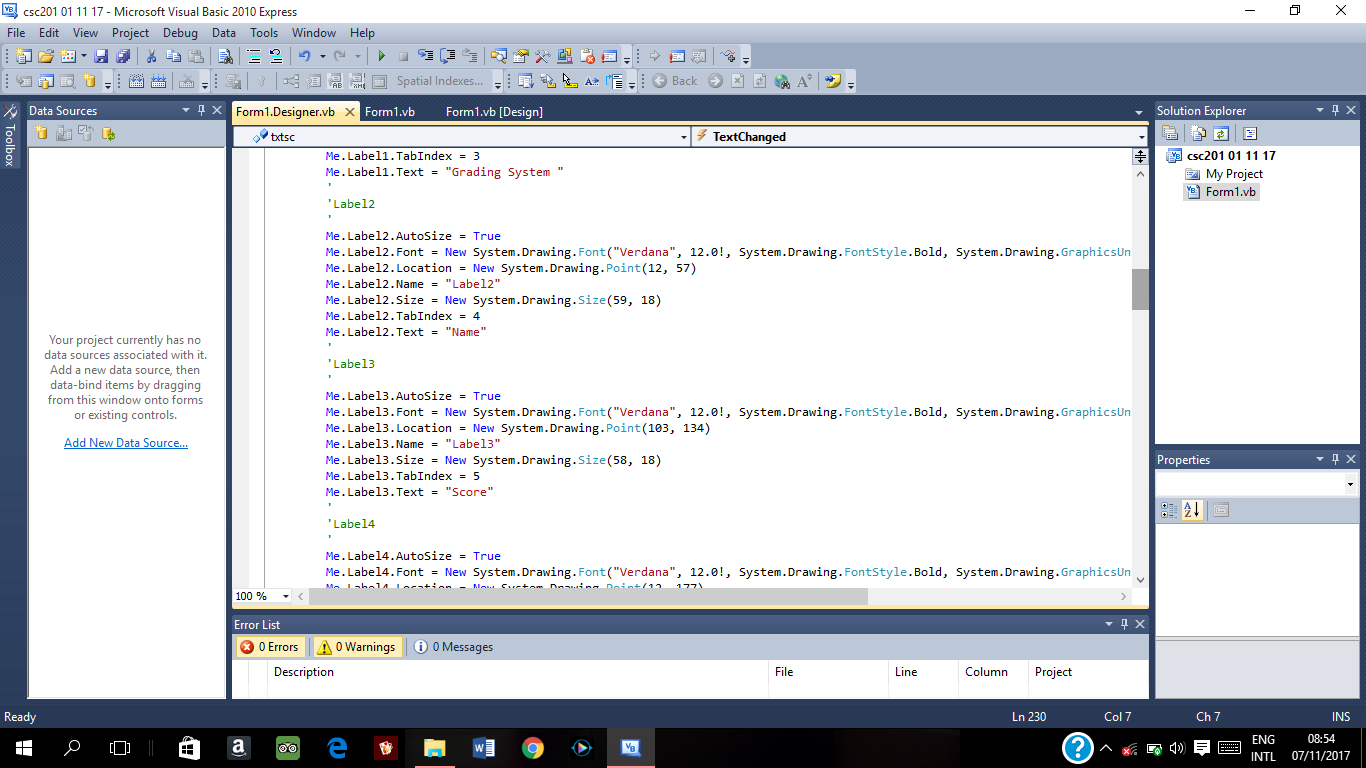 csc201 01 11 17 - Microsoft Visual Basic 2010 Express
File Edit View Project Debug Data Tools Window Help
Spatial Indexes...
Back
Toolbox
Data Sources
Your project currently has no
data sources associated with it.
Add a new data source, then
data-bind items by dragging
from this window onto forms
or existing controls.
Add New Data Source...
Form1.Designer.vb Form1.vb Form1.vb [Design]
txtsc TextChanged
Me.Label1.TabIndex = 3
Me.Label1.Text = "Grading System "
'
'Label2
'
Me.Label2.AutoSize = True
Me.Label2.Font = New System.Drawing.Font("Verdana", 12.0!, System.Drawing.FontStyle.Bold, System.Drawing.GraphicsUn
Me.Label2.Location = New System.Drawing.Point(12, 57)
Me.Label2.Name = "Label2"
Me.Label2.Size = New System.Drawing.Size(59, 18)
Me.Label2.TabIndex = 4
Me.Label2.Text = "Name"
'
'Label3
'
Me.Label3.AutoSize = True
Me.Label3.Font = New System.Drawing.Font("Verdana", 12.0!, System.Drawing.FontStyle.Bold, System.Drawing.GraphicsUn
Me.Label3.Location = New System.Drawing.Point(103, 134)
Me.Label3.Name = "Label3"
Me.Label3.Size = New System.Drawing.Size(58, 18)
Me.Label3.TabIndex = 5
Me.Label3.Text = "Score"
'
'Label4
'
Me.Label4.AutoSize = True
Me.Label4.Font = New System.Drawing.Font("Verdana", 12.0!, System.Drawing.FontStyle.Bold, System.Drawing.GraphicsUn
Me.Label4.Location = New System.Drawing.Point(12, 177)
100 %
Error List
0 Errors 0 Warnings 0 Messages
Description File Line Column Project
Solution Explorer
csc201 01 11 17
My Project
Form1.vb
Properties
Ready Ln 230 Col 7 Ch 7 INS
ENG
INTL
08:54
07/11/2017